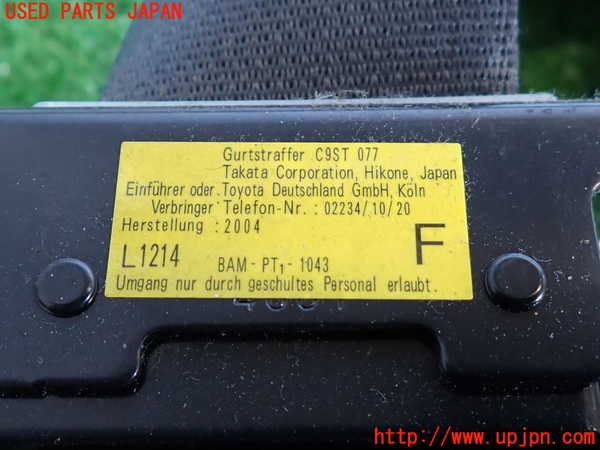 USED PARTS JAPAN
Gurtstraffer C9ST 077
Takata Corporation, Hikone, Japan
Einführer oder Toyota Deutschland GmbH, Köln
Verbringer Telefon-Nr. : 02234/10/20
Herstellung : 2004
F
L1214 BAM - PT₁ - 1043
Umgang nur durch geschultes Personal erlaubt.
http://www.upjpn.com/